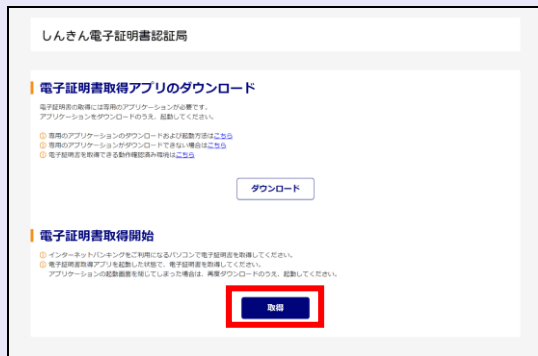 しんきん電子証明書認証局
電子証明書取得アプリのダウンロード
電子証明書の取得には専用のアプリケーションが必要です。
アプリケーションをダウンロードのうえ、起動してください。
専用のアプリケーションのダウンロードおよび起動方法はこちら
専用のアプリケーションがダウンロードできない場合はこちら
電子証明書を取得できる動作確認済み環境はこちら
ダウンロード
電子証明書取得開始
インターネットバンキングをご利用になるパソコンで電子証明書を取得してください。
電子証明書取得アプリを起動した状態で、電子証明書を取得してください。
アプリケーションの起動画面を閉じてしまった場合は、再度ダウンロードのうえ、起動してください。
取得